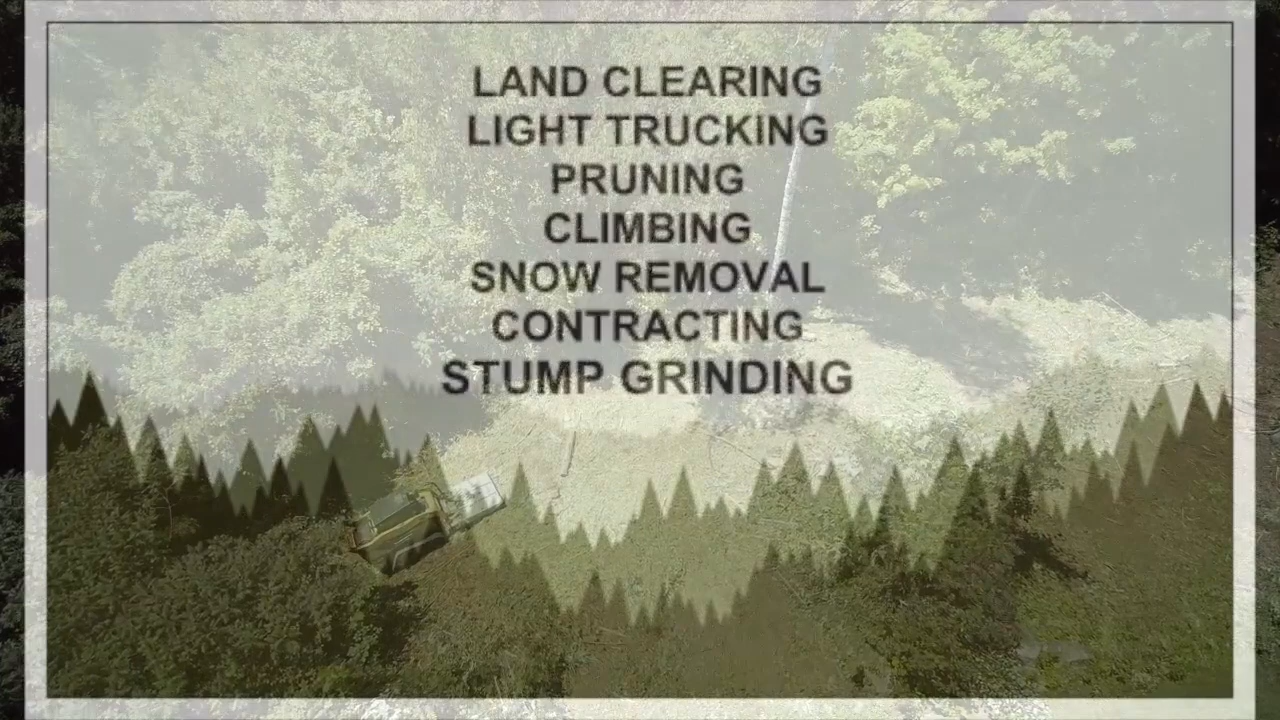 LAND CLEARING
LIGHT TRUCKING
PRUNING
CLIMBING
SNOW REMOVAL
CONTRACTING
STUMP GRINDING